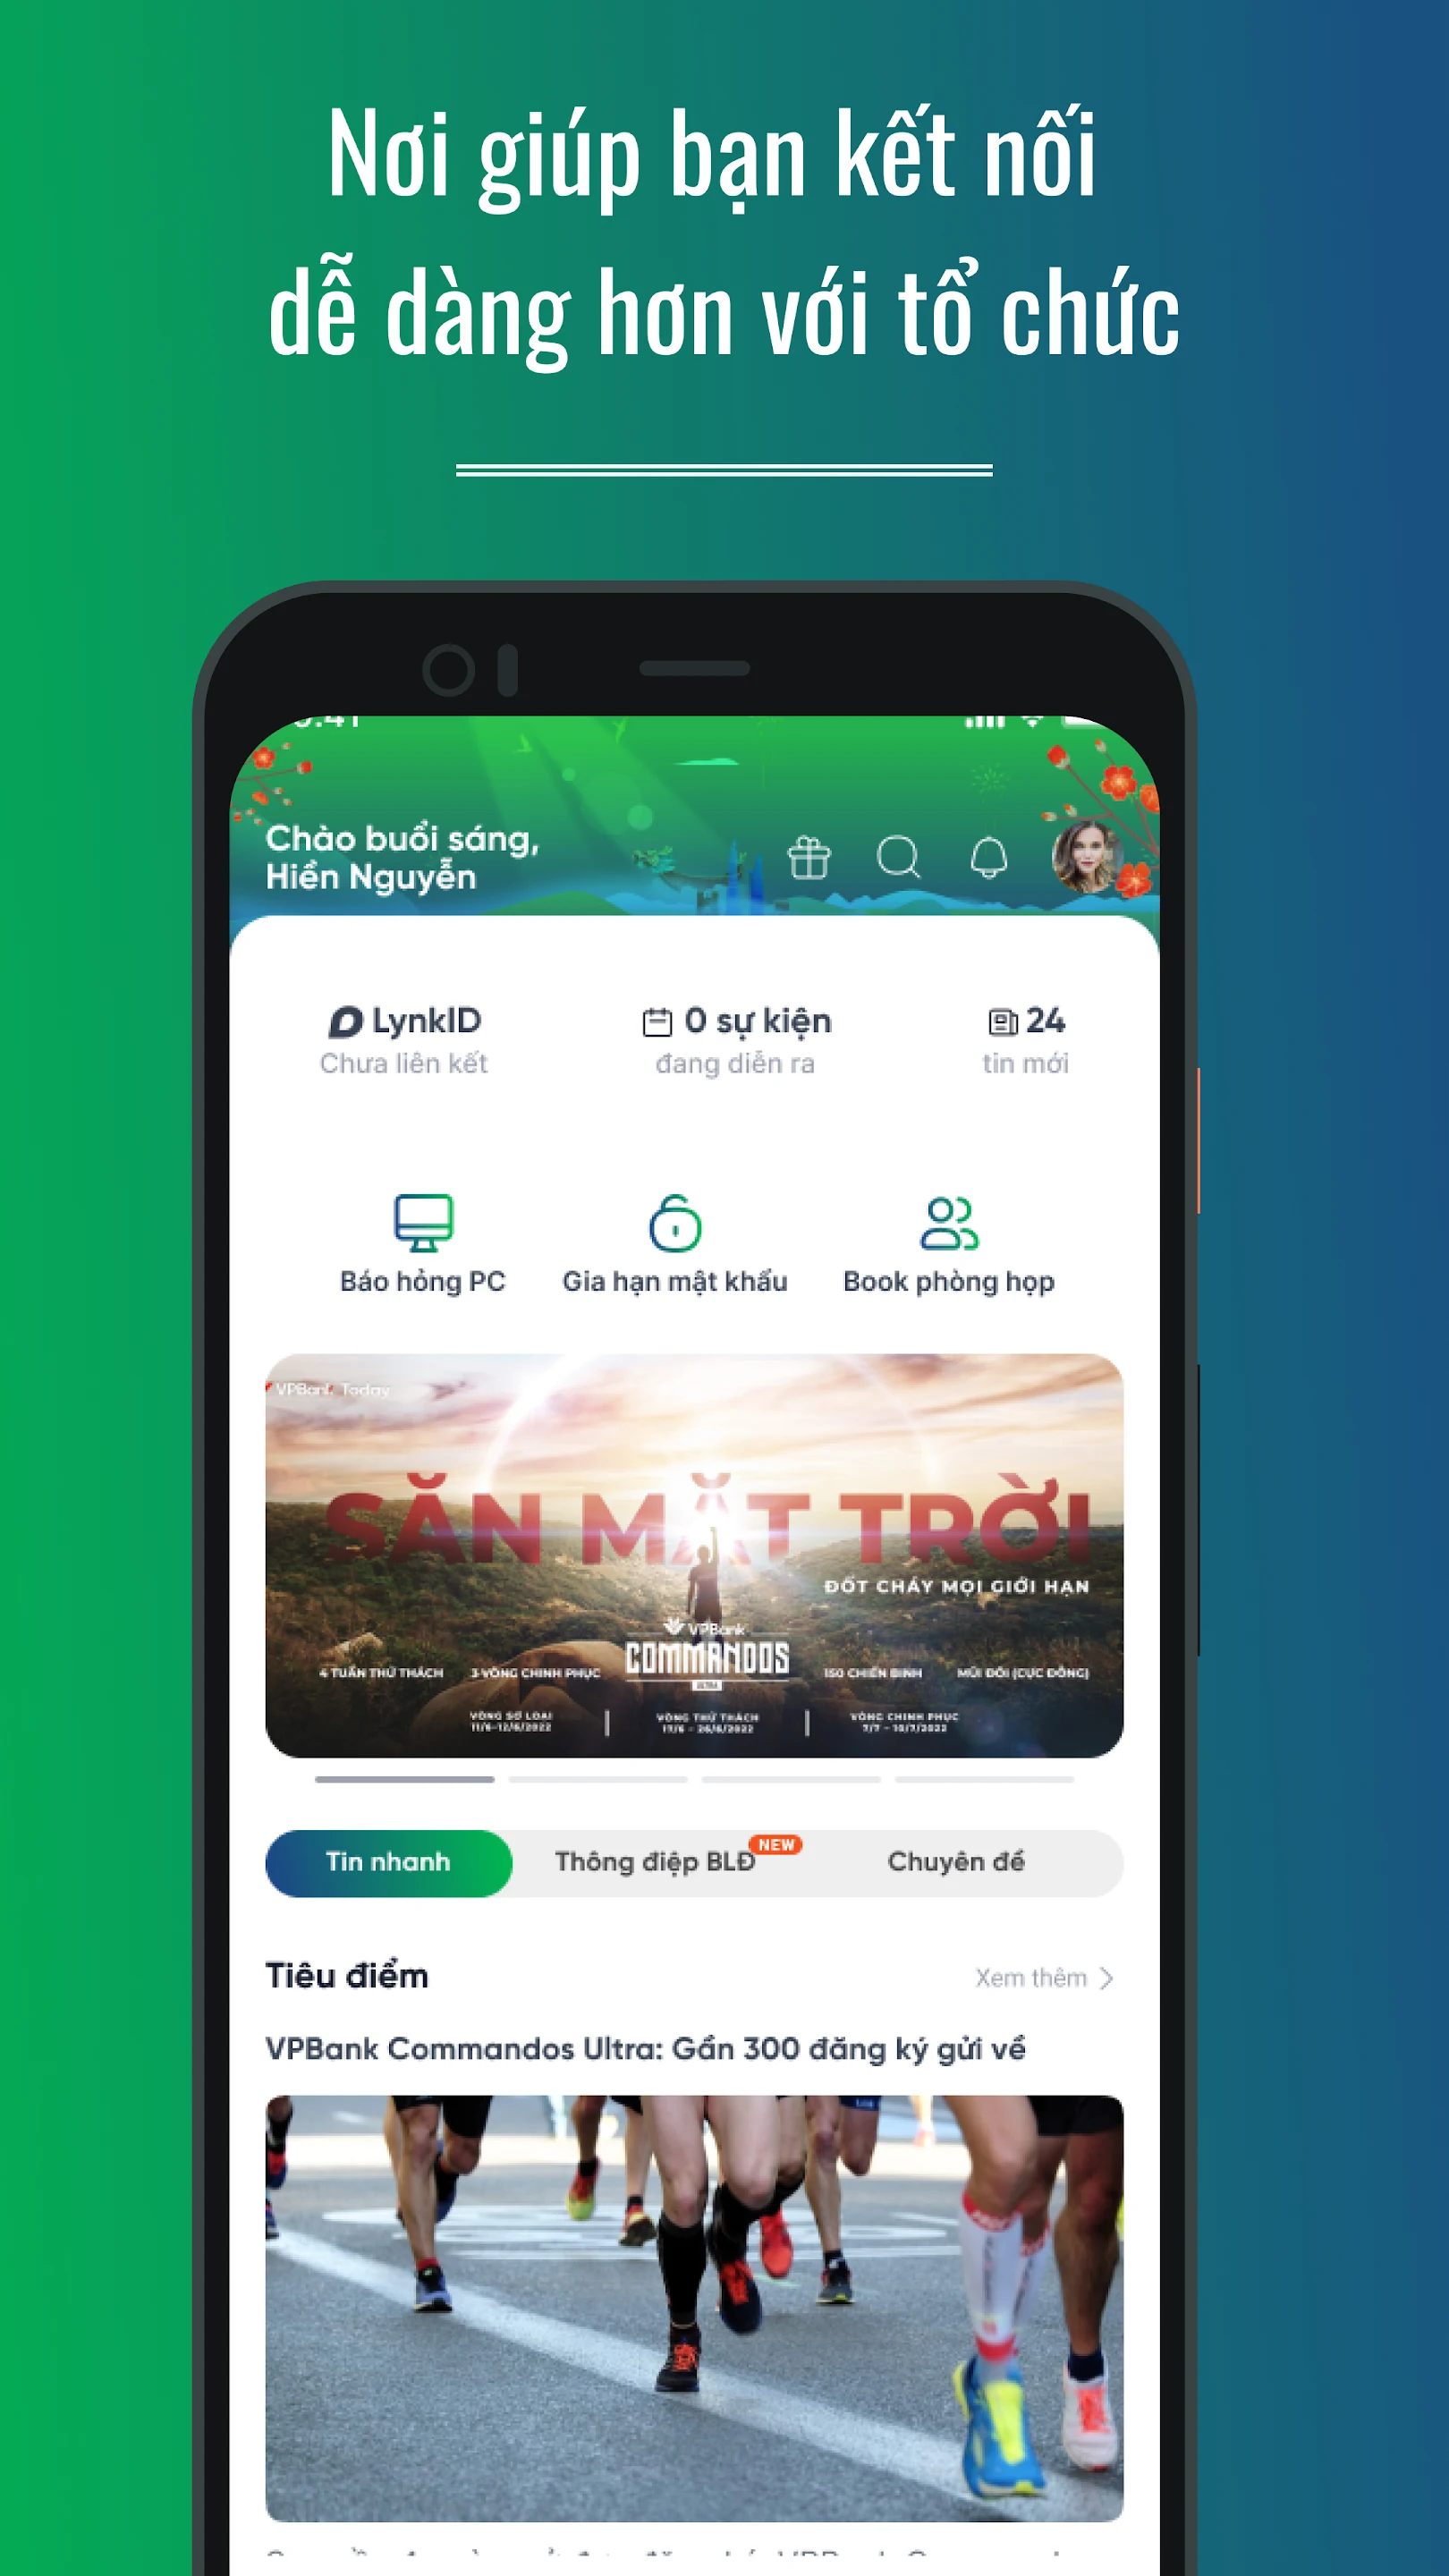 Nơi giúp bạn kết nối
dễ dàng hơn với tổ chức
Chào buổi sáng,
Hiền Nguyễn
LynkID
Chưa liên kết
0 sự kiện
đang diễn ra
24
tin mới
Báo hỏng PC
Gia hạn mật khẩu
Book phòng họp
VPBank Today
SĂN MẶT TRỜI
ĐỐT CHÁY MỌI GIỚI HẠN
VPBank
COMMANDOS
ULTRA
4 TUẦN THỬ THÁCH
3 VÒNG CHINH PHỤC
150 CHIẾN BINH
MŨI ĐÔI (CỰC ĐÔNG)
VÒNG SƠ LOẠI
11/6-12/6/2022
VÒNG THỬ THÁCH
17/6 - 26/6/2022
VÒNG CHINH PHỤC
7/7 - 10/7/2022
Tin nhanh
Thông điệp BLĐ
NEW
Chuyên đề
Tiêu điểm
Xem thêm
VPBank Commandos Ultra: Gần 300 đăng ký gửi về